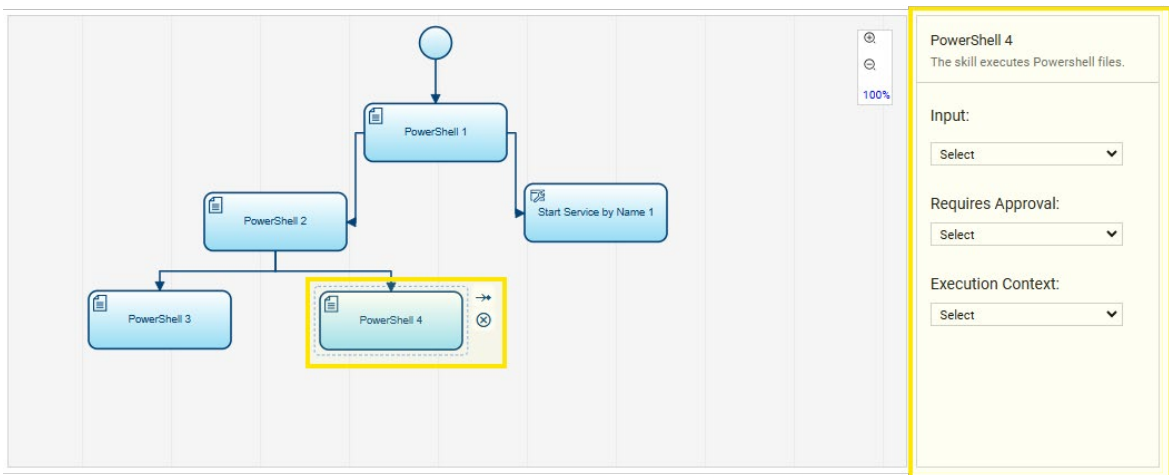 100%
PowerShell 1
PowerShell 2
Start Service by Name 1
PowerShell 3
PowerShell 4
PowerShell 4
The skill executes Powershell files.
Input:
Select
Requires Approval:
Select
Execution Context:
Select